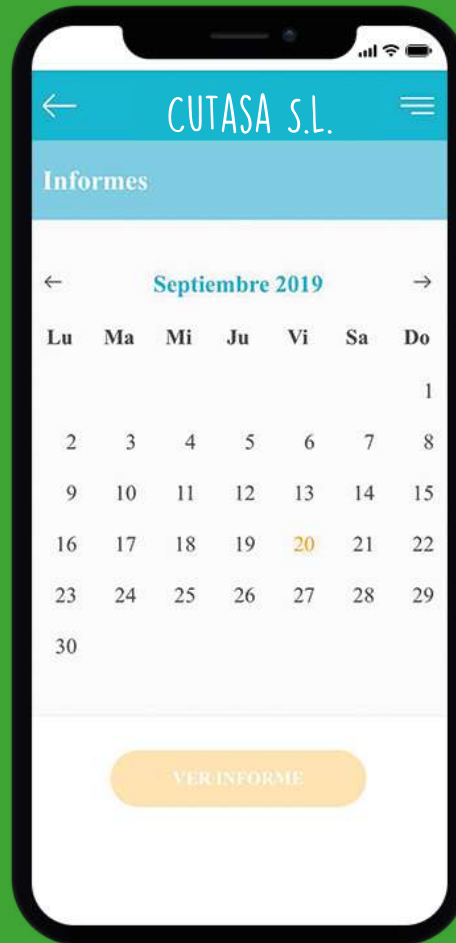 CUTASA S.L.
Informes
Septiembre 2019
Lu Ma Mi Ju Vi Sa Do
1
2 3 4 5 6 7 8
9 10 11 12 13 14 15
16 17 18 19 20 21 22
23 24 25 26 27 28 29
30
VER INFORME